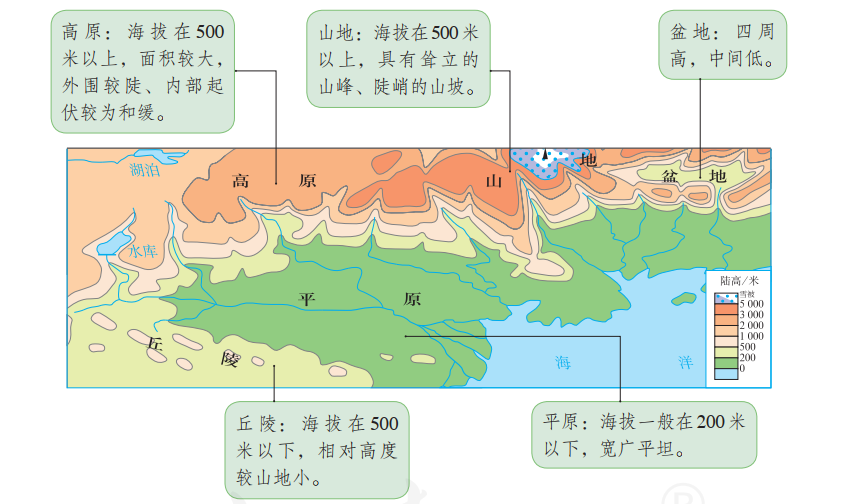 高原：海拔在500
米以上，面积较大，
外围较陡、内部起
伏较为和缓。
山地：海拔在500米
以上，具有耸立的
山峰、陡峭的山坡。
盆地：四周
高，中间低。
湖泊
高 原
山 地
盆 地
水库
平 原
丘 陵
海 洋
陆高/米
雪被
5 000
3 000
2 000
1 000
500
200
0
丘陵：海拔在500
米以下，相对高度
较山地小。
平原：海拔一般在200米
以下，宽广平坦。
®